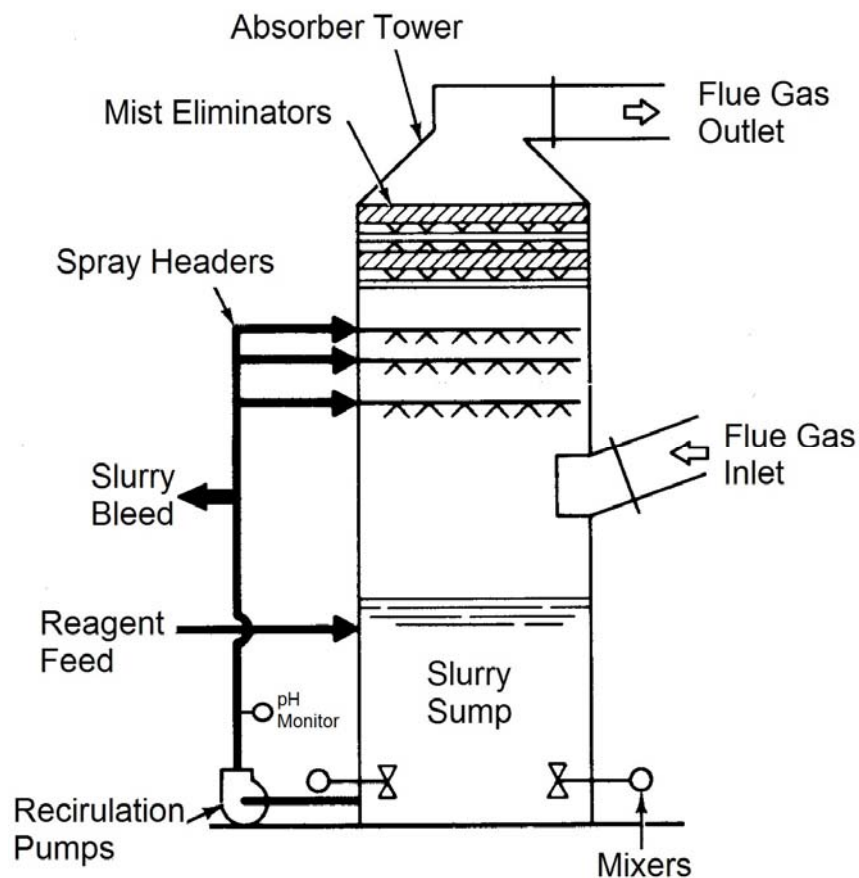 Absorber Tower
Mist Eliminators
Flue Gas
Outlet
Spray Headers
Flue Gas
Inlet
Slurry
Bleed
Reagent
Feed
Slurry
Sump
pH
Monitor
Recirulation
Pumps
Mixers